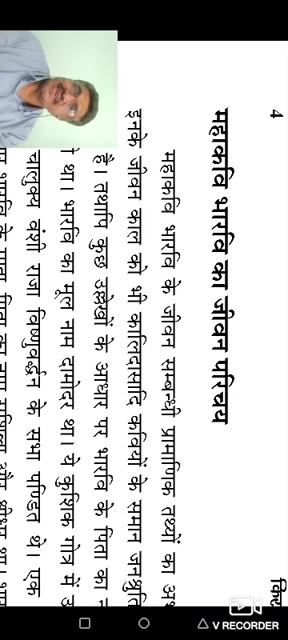 4
महाकवि भारवि का जीवन परिचय
महाकवि भारवि के जीवन सम्बन्धी प्रामाणिक तथ्यों का
इनके जीवन काल को भी कालिदासादि कवियों के समान जनश्रुति
है। तथापि कुछ उल्लेखों के आधार पर भारवि के पिता का
था। भारवि का मूल नाम दामोदर था। ये कुशिक गोत्र में
चालुक्य वंशी राजा विष्णुवर्द्धन के सभा पण्डित थे। एक
V RECORDER